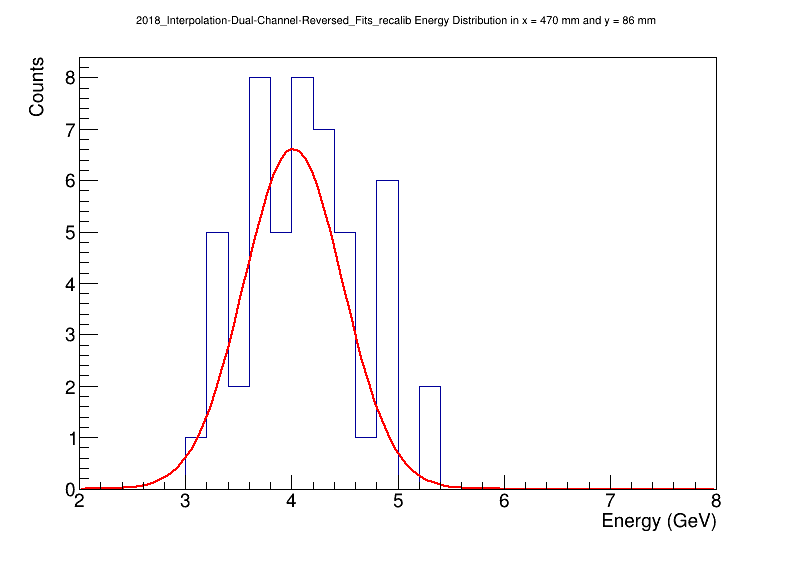 2018_Interpolation-Dual-Channel-Reversed_Fits_recalib Energy Distribution in x = 470 mm and y = 86 mm
Counts
8
7
6
5
4
3
2
1
0
2 3 4 5 6 7 8
Energy (GeV)